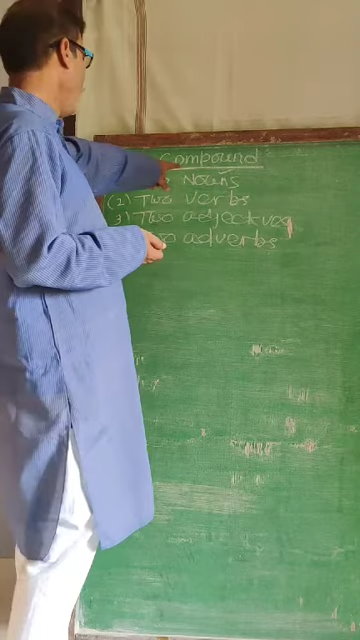 Compound
Nouns
(2) Two verbs
3) Two adjectives
adverbs